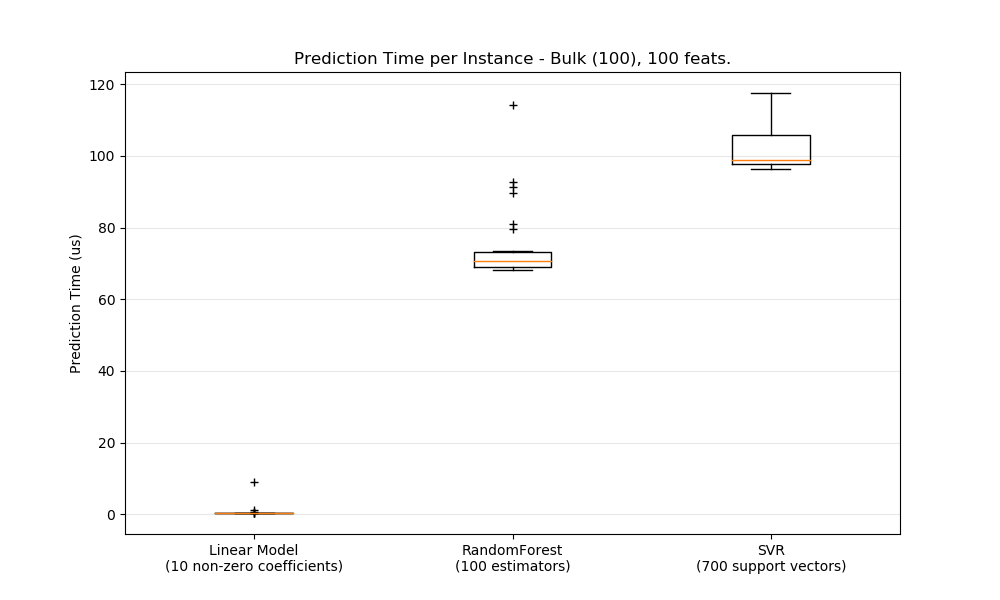 Prediction Time per Instance - Bulk (100), 100 feats.
Prediction Time (us)
120
100
80
60
40
20
0
Linear Model
(10 non-zero coefficients)
RandomForest
(100 estimators)
SVR
(700 support vectors)